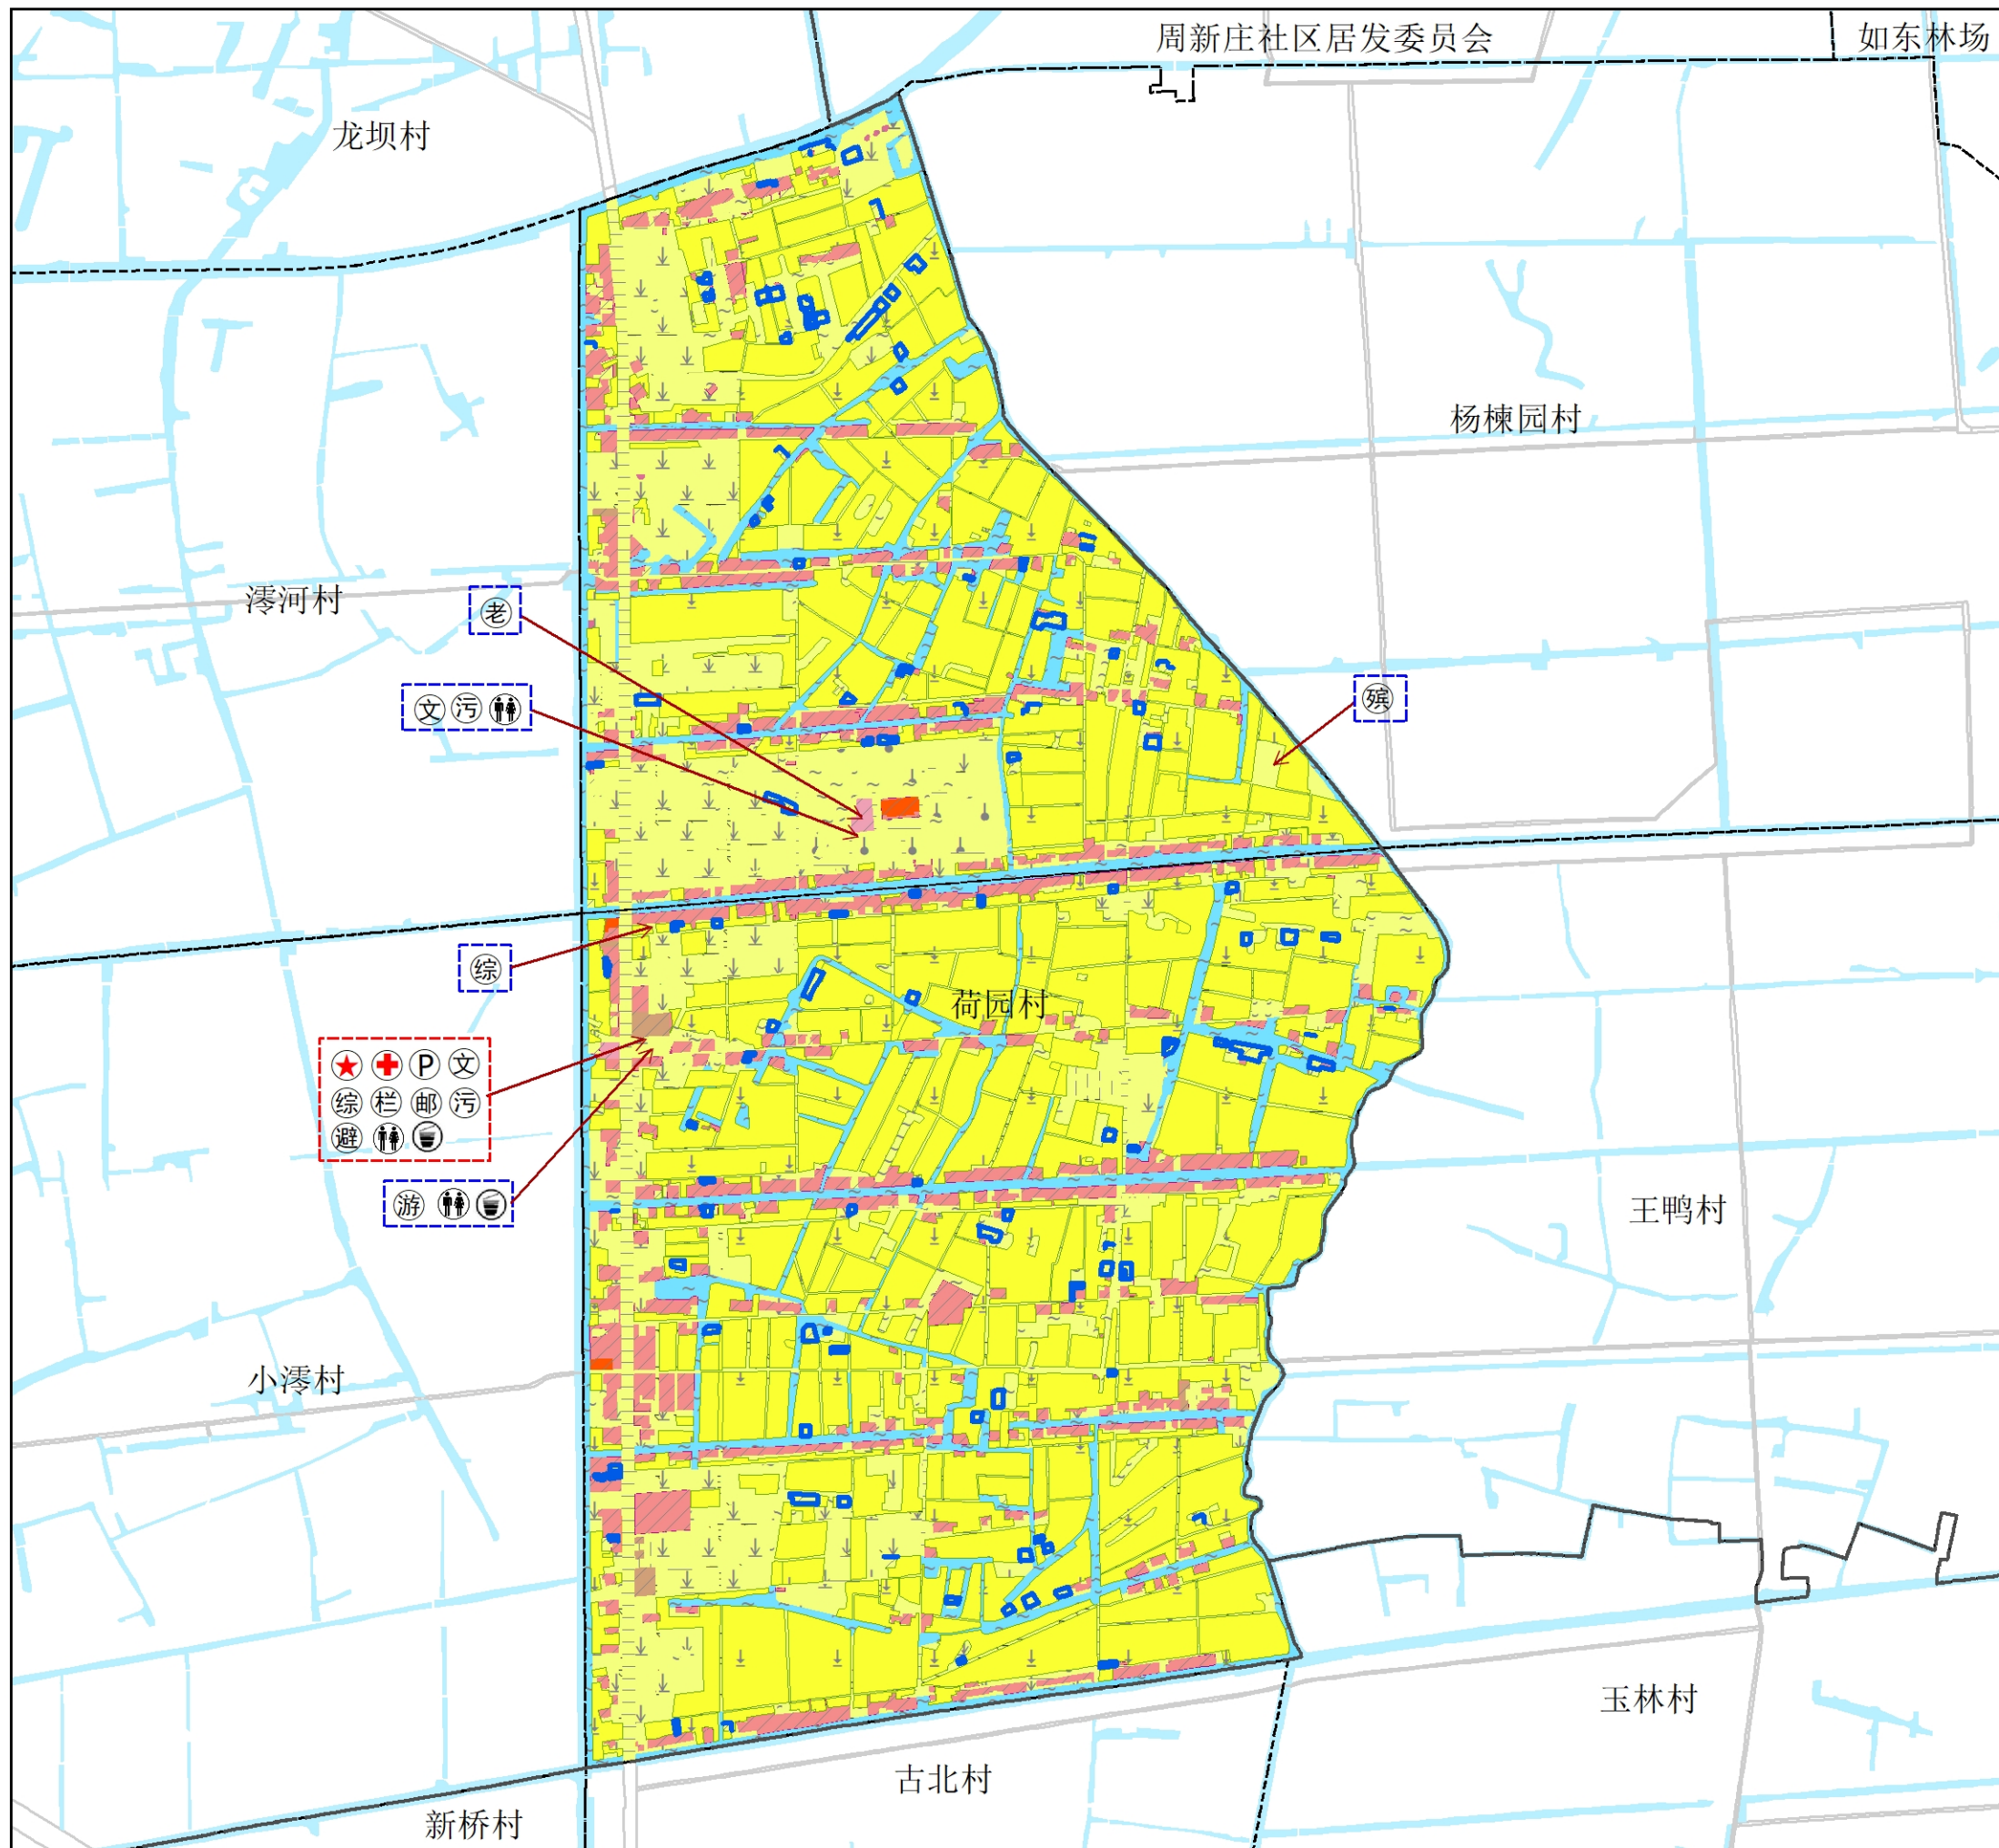 周新庄社区居发委员会
如东林场
龙坝村
杨楝园村
澪河村
老
文 污
殡
综
荷园村
P 文
综 栏 邮 污
避
游
王鸭村
小澪村
玉林村
古北村
新桥村